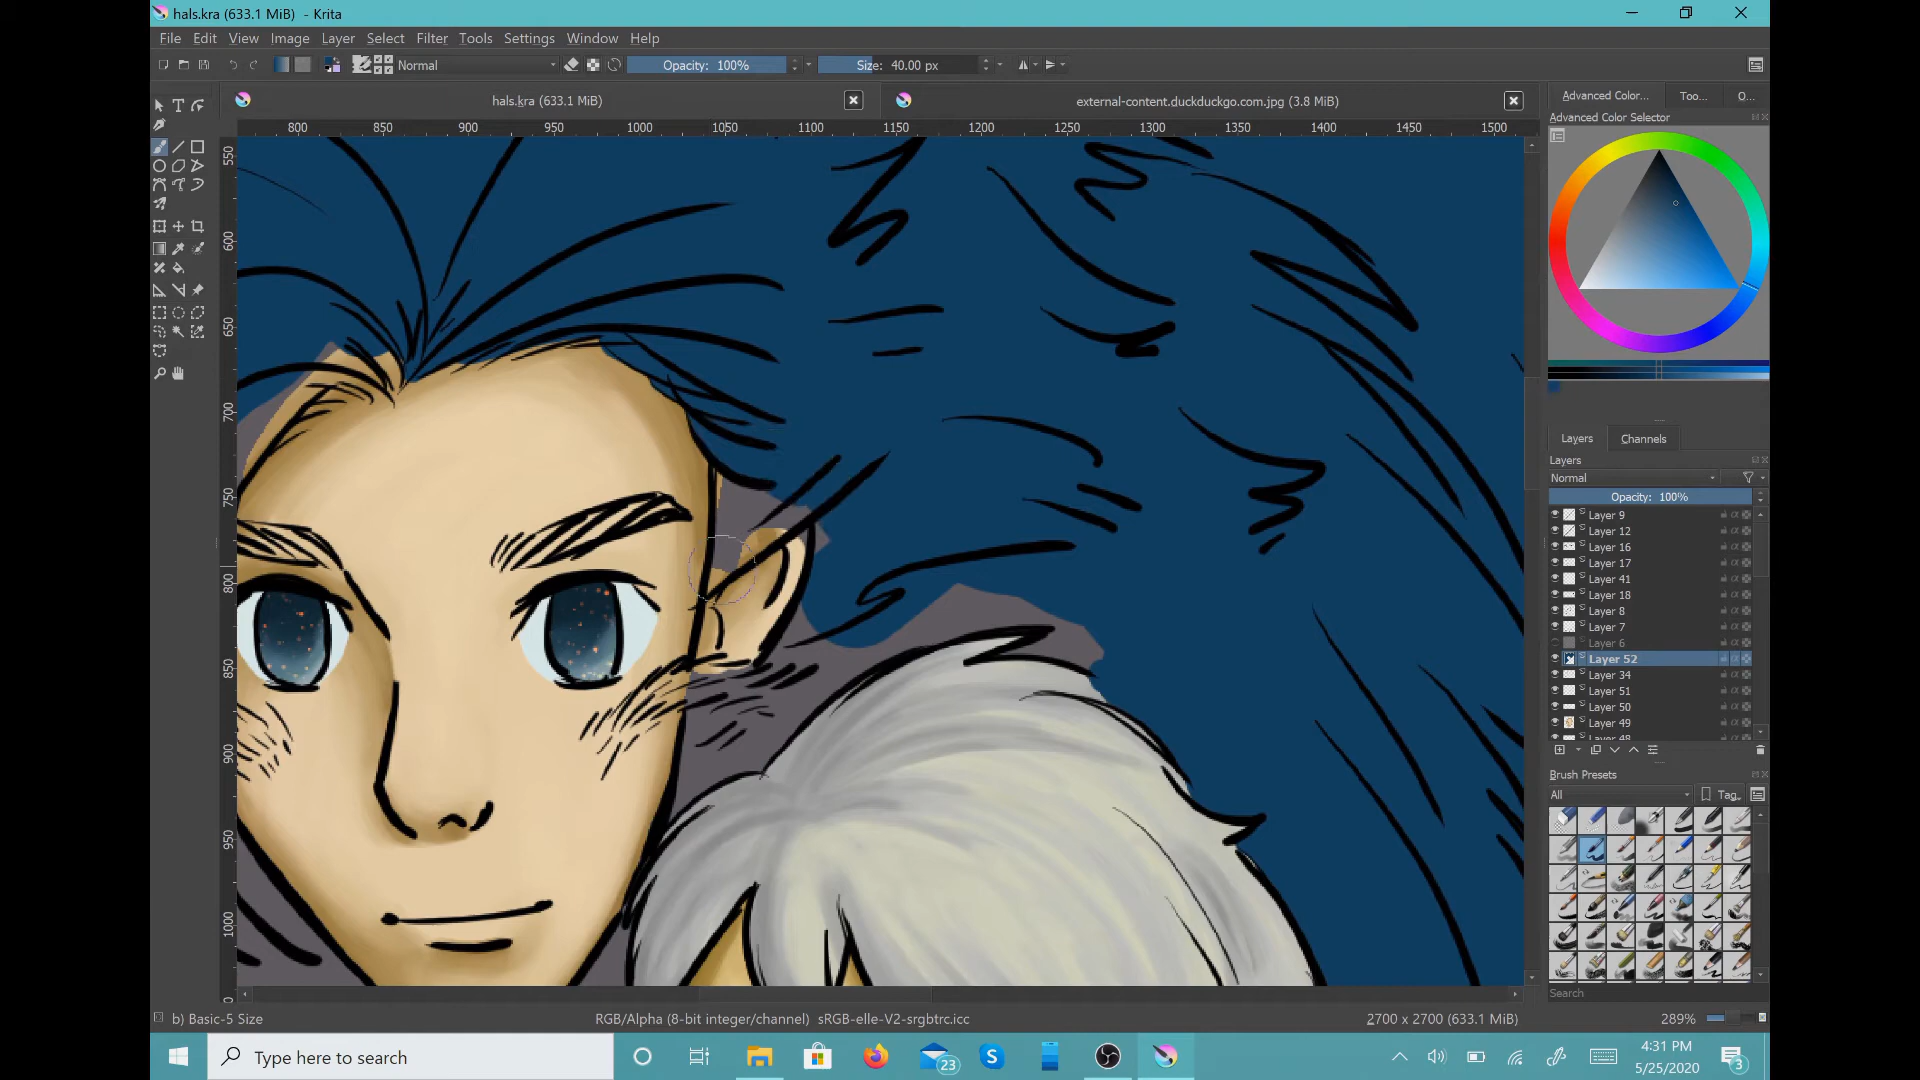 hals.kra (633.1 MiB) - Krita
File Edit View Image Layer Select Filter Tools Settings Window Help
Normal Opacity: 100% Size: 40.00 px
hals.kra (633.1 MiB) external-content.duckduckgo.com.jpg (3.8 MiB)
Advanced Color... Too... O...
Advanced Color Selector
800 850 900 950 1000 1050 1100 1150 1200 1250 1300 1350 1400 1450 1500
550
600
650
700
750
800
850
900
950
1000
Layers Channels
Layers
Normal
Opacity: 100%
Layer 9
Layer 12
Layer 16
Layer 17
Layer 41
Layer 18
Layer 8
Layer 7
Layer 6
Layer 52
Layer 34
Layer 51
Layer 50
Layer 49
Layer 48
Brush Presets
All Tag
Search
b) Basic-5 Size RGB/Alpha (8-bit integer/channel) sRGB-elle-V2-srgbtrc.icc 2700 x 2700 (633.1 MiB) 289%
Type here to search 23 4:31 PM
5/25/2020 3